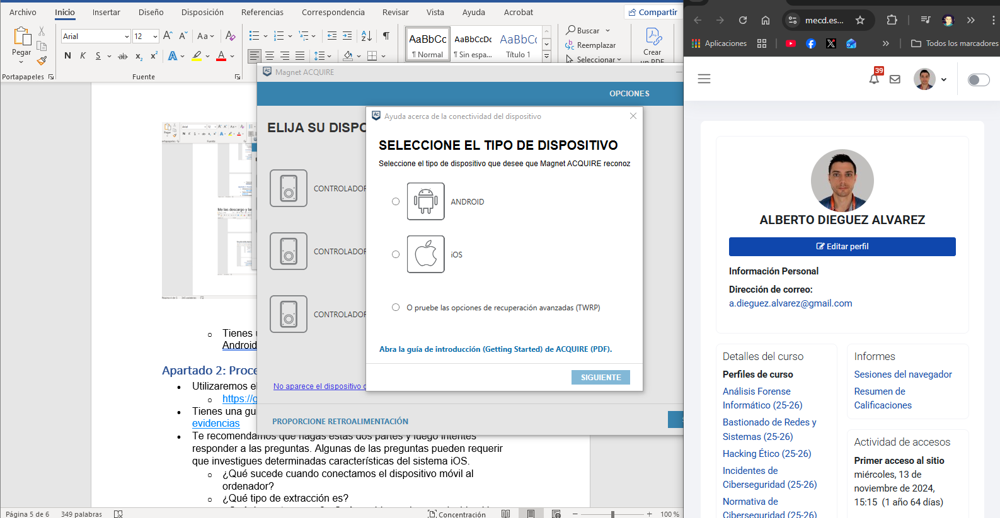 Archivo Inicio Insertar Diseño Disposición Referencias Correspondencia Revisar Vista Ayuda Acrobat Compartir
Pegar
Portapapeles
Arial 12
Aa
N K S ab x₂ x²
Fuente
AaBbCc AaBbCcDc AaBbCc
¶ Normal ¶ Sin espa... Título 1
Buscar
Reemplazar
Seleccionar
Crear
un PDF
Magnet ACQUIRE
OPCIONES
ELIJA SU DISPO
CONTROLADOR
CONTROLADOR
CONTROLADOR
No aparece el dispositivo
PROPORCIONE RETROALIMENTACIÓN
Ayuda acerca de la conectividad del dispositivo
SELECCIONE EL TIPO DE DISPOSITIVO
Seleccione el tipo de dispositivo que desee que Magnet ACQUIRE reconoz
ANDROID
iOS
O pruebe las opciones de recuperación avanzadas (TWRP)
Abra la guía de introducción (Getting Started) de ACQUIRE (PDF).
SIGUIENTE
Me las descargo y las
Tienes
Android
Apartado 2: Proce
Utilizaremos el
https://g
Tienes una gu
evidencias
Te recomendamos que hagas estas dos partes y luego intentes
responder a las preguntas. Algunas de las preguntas pueden requerir
que investigues determinadas características del sistema iOS.
¿Qué sucede cuando conectamos el dispositivo móvil al
ordenador?
¿Qué tipo de extracción es?
Página 5 de 6 349 palabras Concentración 100 %
mecd.es...
Aplicaciones Todos los marcadores
39
ALBERTO DIEGUEZ ALVAREZ
Editar perfil
Información Personal
Dirección de correo:
a.dieguez.alvarez@gmail.com
Detalles del curso
Perfiles de curso
Análisis Forense
Informático (25-26)
Bastionado de Redes y
Sistemas (25-26)
Hacking Ético (25-26)
Incidentes de
Ciberseguridad (25-26)
Normativa de
Ciberseguridad (25-26)
Informes
Sesiones del navegador
Resumen de
Calificaciones
Actividad de accesos
Primer acceso al sitio
miércoles, 13 de
noviembre de 2024,
15:15 (1 año 64 días)